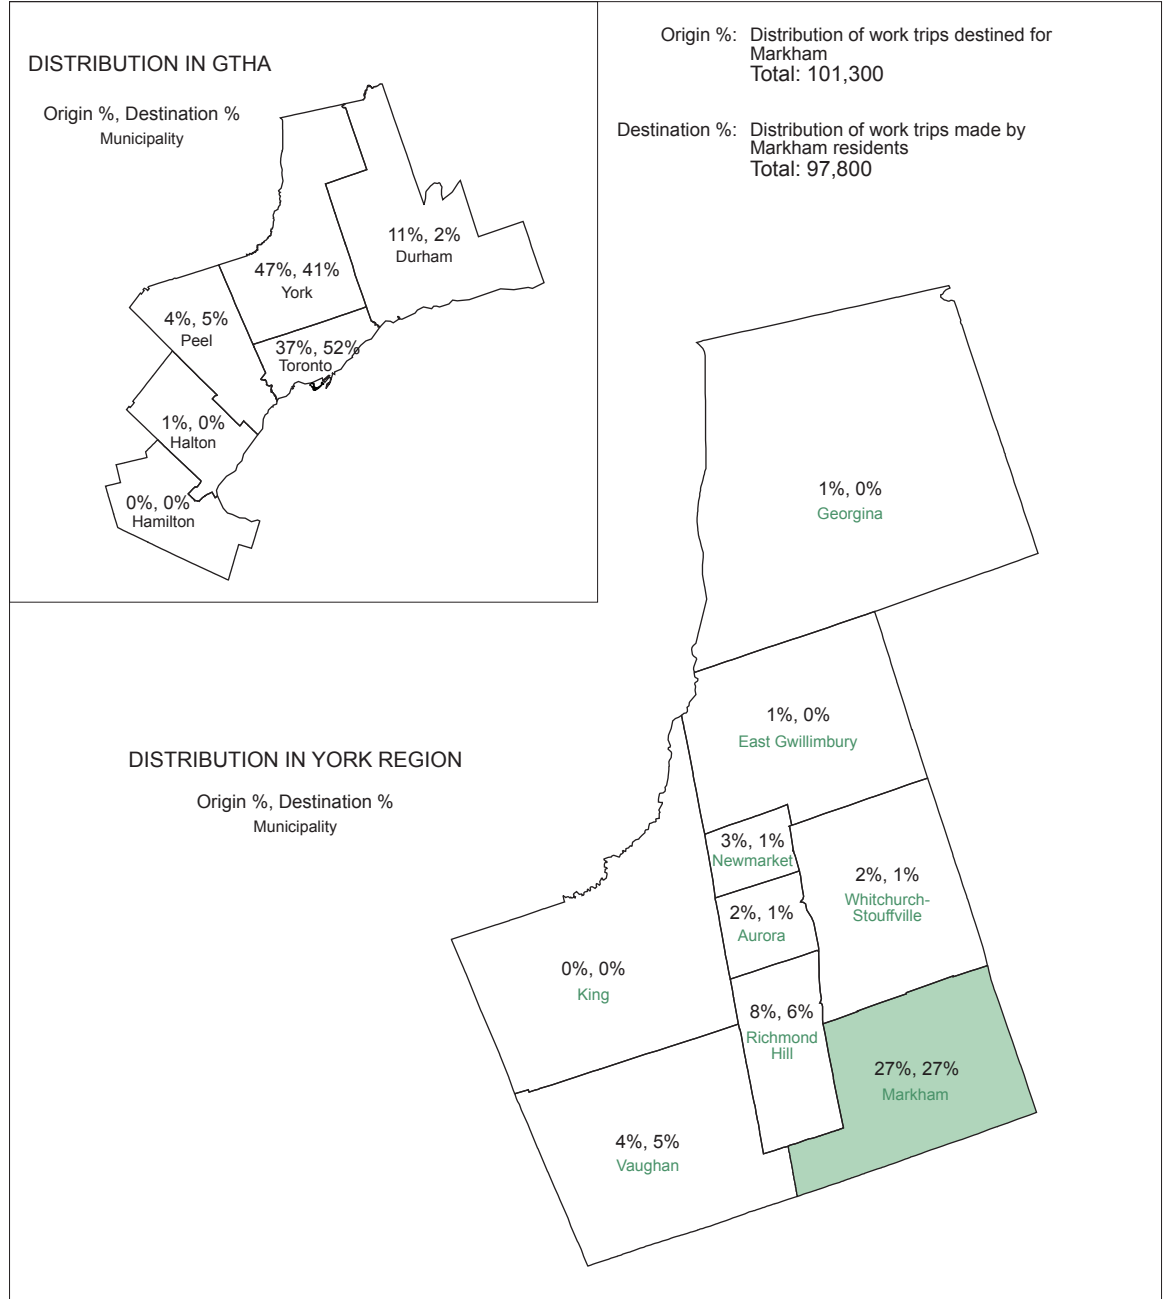 DISTRIBUTION IN GTHA
Origin %, Destination %
Municipality
Origin %: Distribution of work trips destined for
Markham
Total: 101,300
Destination %: Distribution of work trips made by
Markham residents
Total: 97,800
11%, 2%
Durham
47%, 41%
York
4%, 5%
Peel
37%, 52%
Toronto
1%, 0%
Halton
0%, 0%
Hamilton
DISTRIBUTION IN YORK REGION
Origin %, Destination %
Municipality
1%, 0%
Georgina
1%, 0%
East Gwillimbury
3%, 1%
Newmarket
2%, 1%
Whitchurch-
Stouffville
2%, 1%
Aurora
0%, 0%
King
8%, 6%
Richmond
Hill
27%, 27%
Markham
4%, 5%
Vaughan